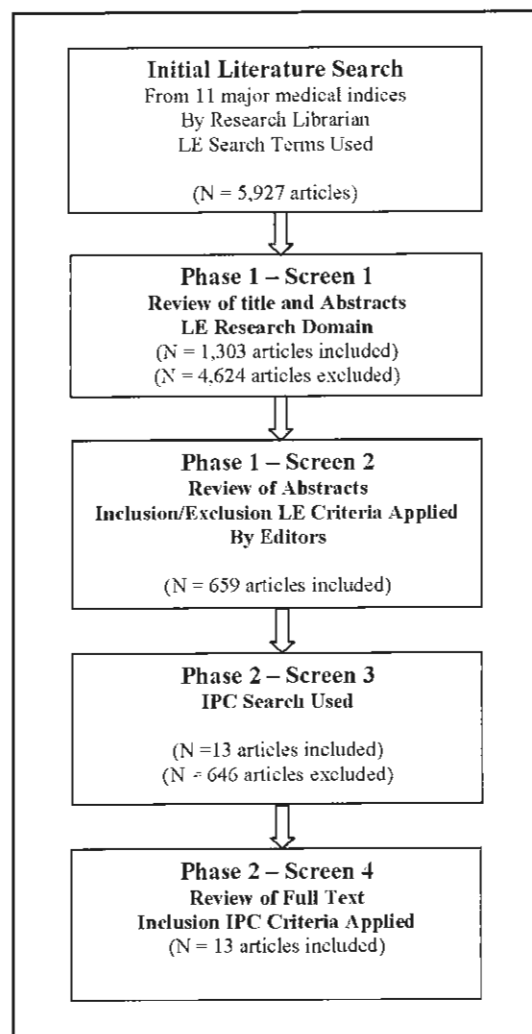 Initial Literature Search
From 11 major medical indices
By Research Librarian
LE Search Terms Used
(N = 5,927 articles)
Phase 1 – Screen 1
Review of title and Abstracts
LE Research Domain
(N = 1,303 articles included)
(N = 4,624 articles excluded)
Phase 1 – Screen 2
Review of Abstracts
Inclusion/Exclusion LE Criteria Applied
By Editors
(N = 659 articles included)
Phase 2 – Screen 3
IPC Search Used
(N =13 articles included)
(N = 646 articles excluded)
Phase 2 – Screen 4
Review of Full Text
Inclusion IPC Criteria Applied
(N = 13 articles included)